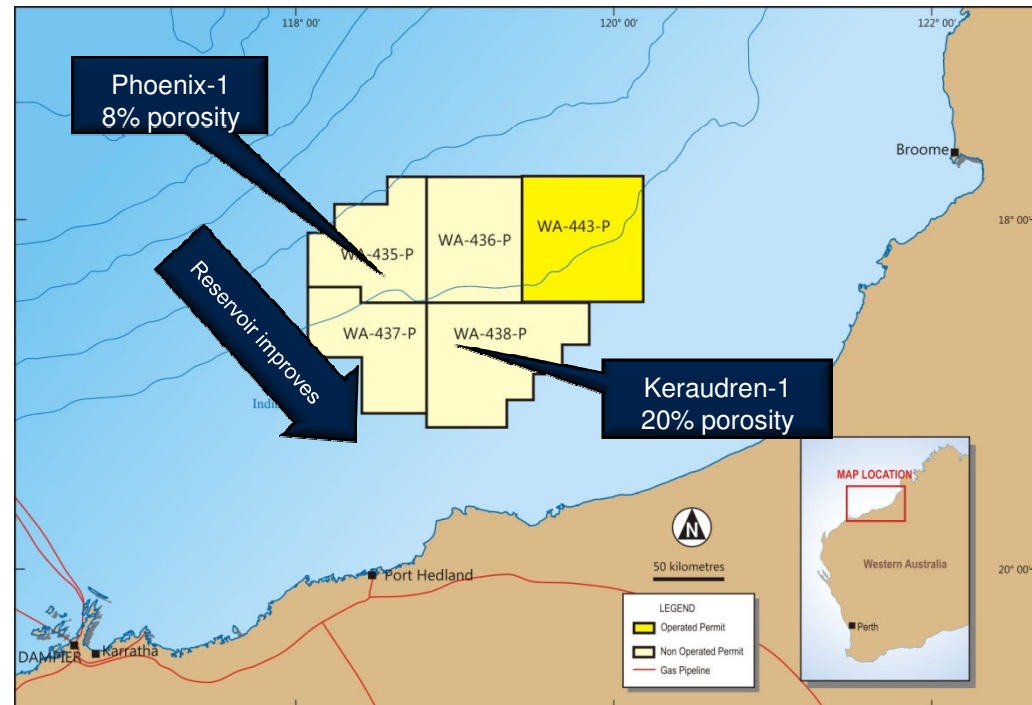 118° 00'
120° 00'
122° 00'
Phoenix-1
8% porosity
Broome
18° 00'
WA-435-P
WA-436-P
WA-443-P
Reservoir improves
WA-437-P
WA-438-P
India
Keraudren-1
20% porosity
MAP LOCATION
Western Australia
Perth
N
50 kilometres
20° 00'
Port Hedland
LEGEND
Operated Permit
Non Operated Permit
Gas Pipeline
DAMPIER
Karratha